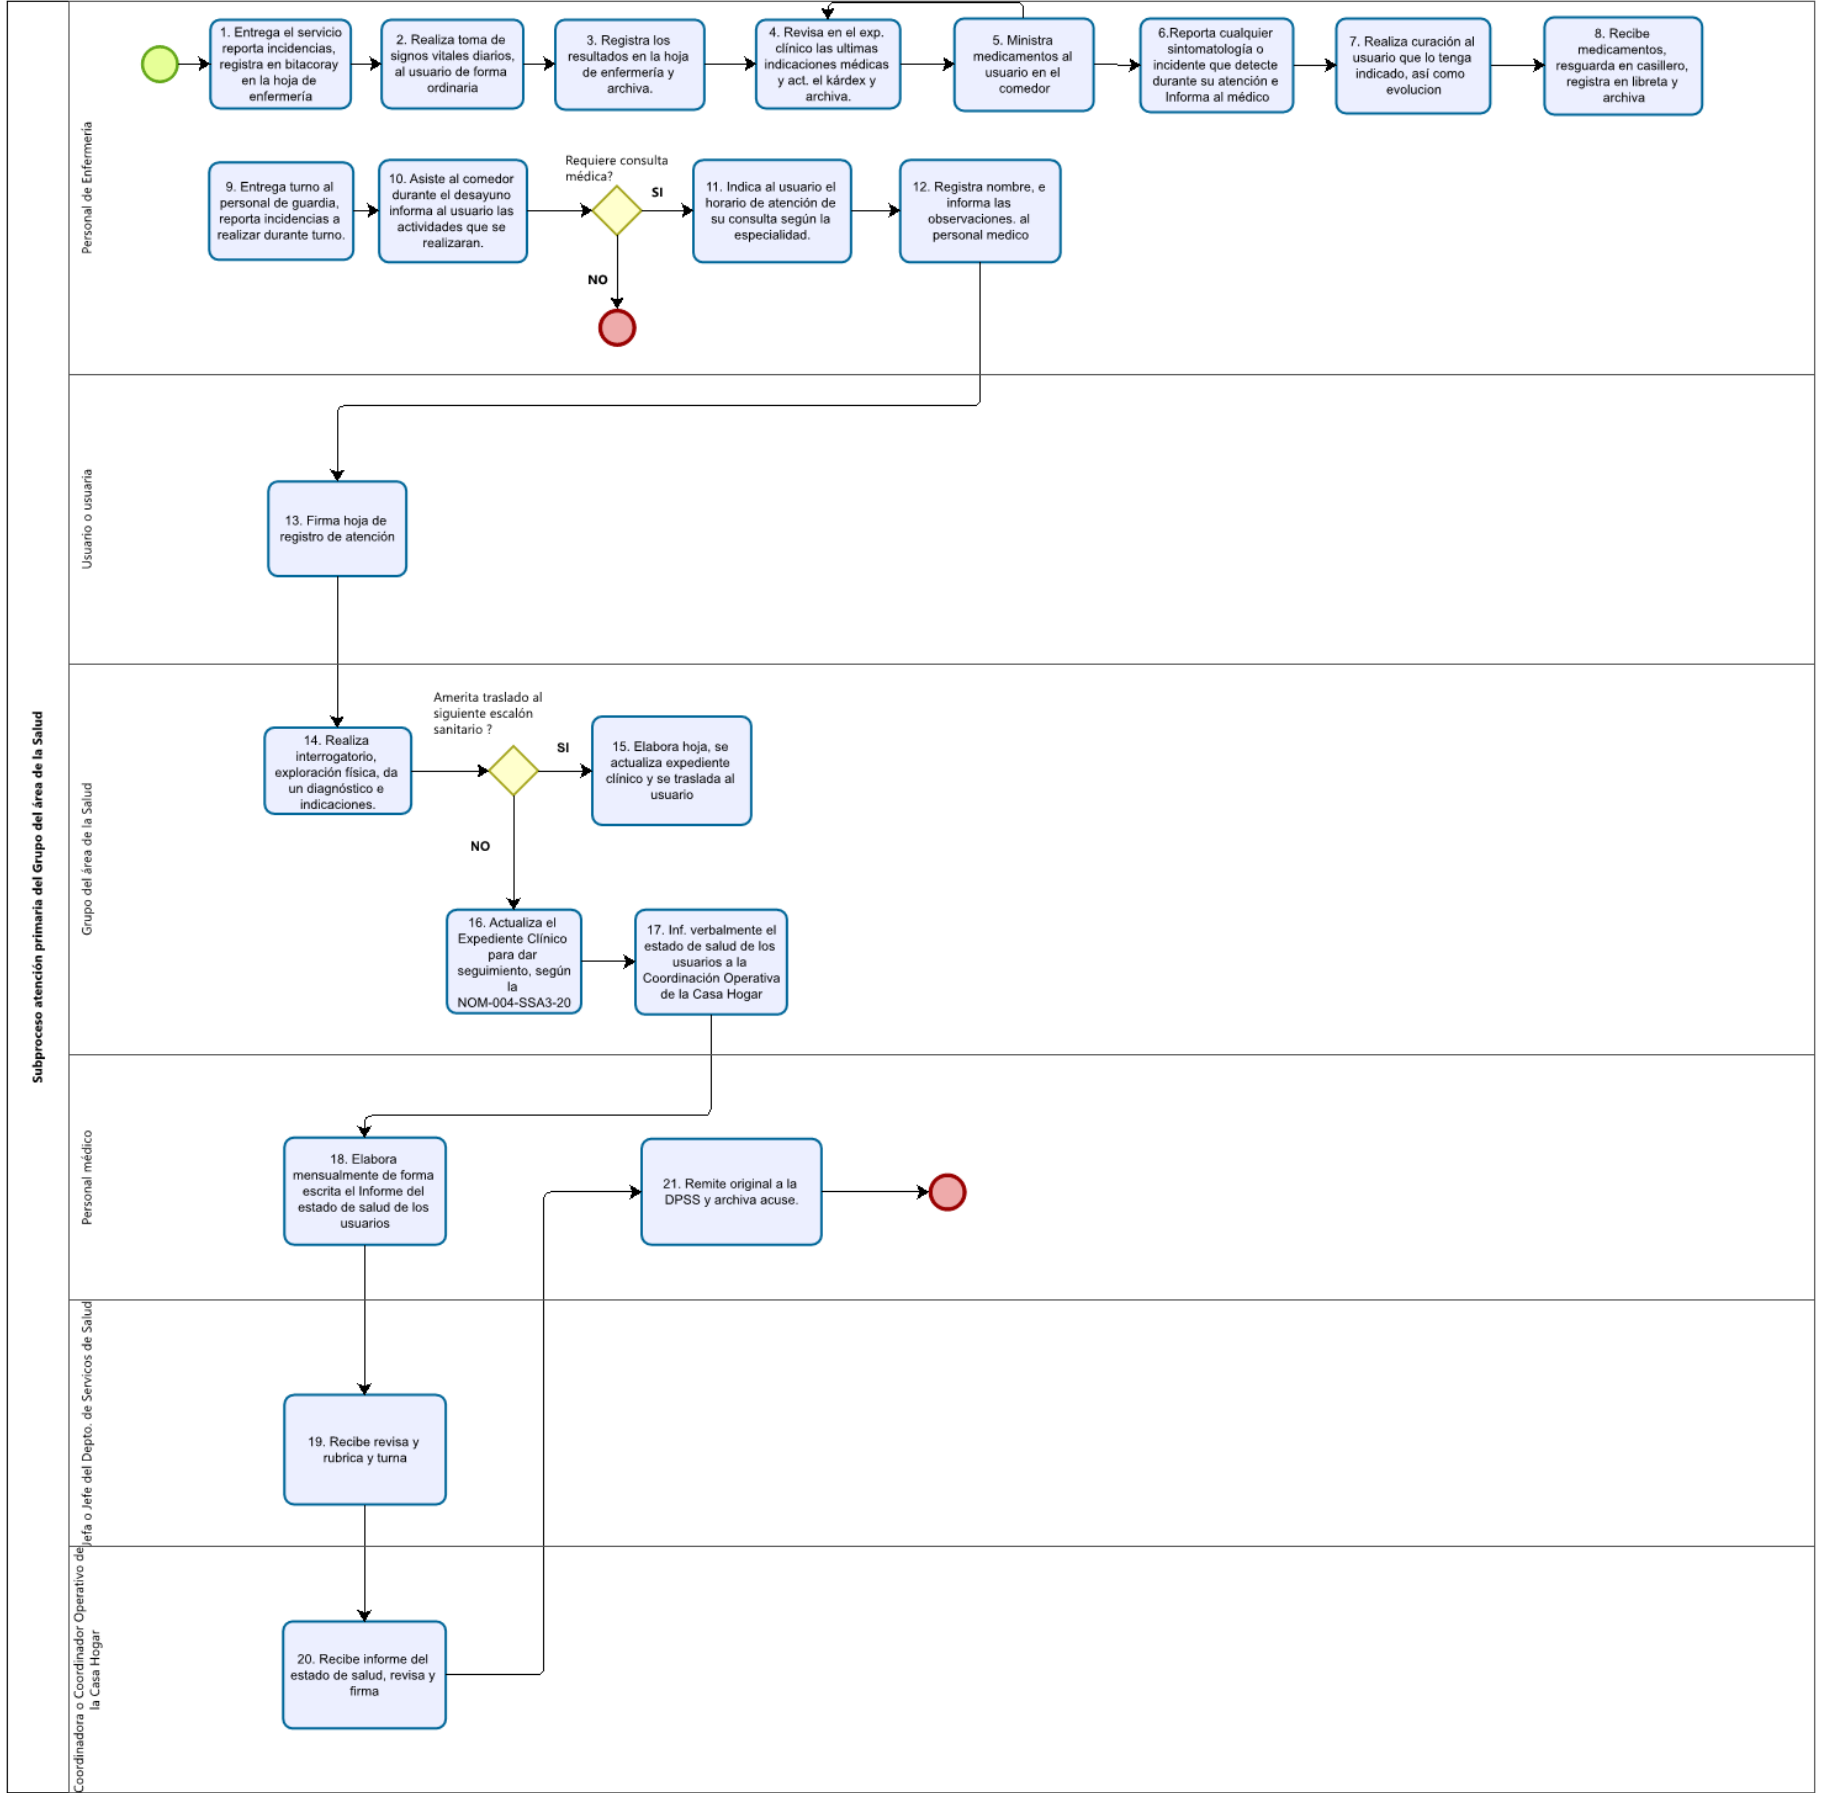 Subproceso atención primaria del Grupo del área de la Salud
Personal de Enfermería
1. Entrega el servicio
reporta incidencias,
registra en bitacoray
en la hoja de
enfermería
2. Realiza toma de
signos vitales diarios,
al usuario de forma
ordinaria
3. Registra los
resultados en la hoja
de enfermería y
archiva.
4. Revisa en el exp.
clínico las ultimas
indicaciones médicas
y act. el kárdex y
archiva.
5. Ministra
medicamentos al
usuario en el
comedor
6.Reporta cualquier
sintomatología o
incidente que detecte
durante su atención e
Informa al médico
7. Realiza curación al
usuario que lo tenga
indicado, así como
evolucion
8. Recibe
medicamentos,
resguarda en casillero,
registra en libreta y
archiva
9. Entrega turno al
personal de guardia,
reporta incidencias a
realizar durante turno.
10. Asiste al comedor
durante el desayuno
informa al usuario las
actividades que se
realizaran.
Requiere consulta
médica?
SI
NO
11. Indica al usuario el
horario de atención de
su consulta según la
especialidad.
12. Registra nombre, e
informa las
observaciones. al
personal medico
Usuario o usuaria
13. Firma hoja de
registro de atención
Grupo del área de la Salud
14. Realiza
interrogatorio,
exploración física, da
un diagnóstico e
indicaciones.
Amerita traslado al
siguiente escalón
sanitario ?
SI
NO
15. Elabora hoja, se
actualiza expediente
clínico y se traslada al
usuario
16. Actualiza el
Expediente Clínico
para dar
seguimiento, según
la
NOM-004-SSA3-20
17. Inf. verbalmente el
estado de salud de los
usuarios a la
Coordinación Operativa
de la Casa Hogar
Personal médico
18. Elabora
mensualmente de forma
escrita el Informe del
estado de salud de los
usuarios
21. Remite original a la
DPSS y archiva acuse.
Jefa o Jefe del Depto. de Servicos de Salud
19. Recibe revisa y
rubrica y turna
Coordinadora o Coordinador Operativo de
la Casa Hogar
20. Recibe informe del
estado de salud, revisa y
firma